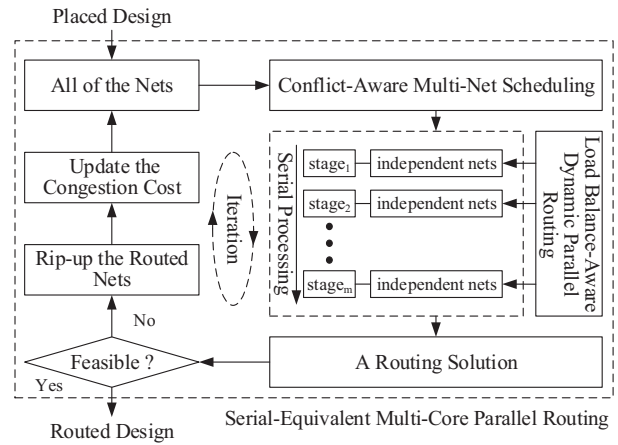 Placed Design
All of the Nets
Conflict-Aware Multi-Net Scheduling
Update the
Congestion Cost
Rip-up the Routed
Nets
Iteration
Serial Processing
stage1
independent nets
stage2
independent nets
stagem
independent nets
Load Balance-Aware
Dynamic Parallel
Routing
No
Feasible ?
Yes
A Routing Solution
Routed Design
Serial-Equivalent Multi-Core Parallel Routing